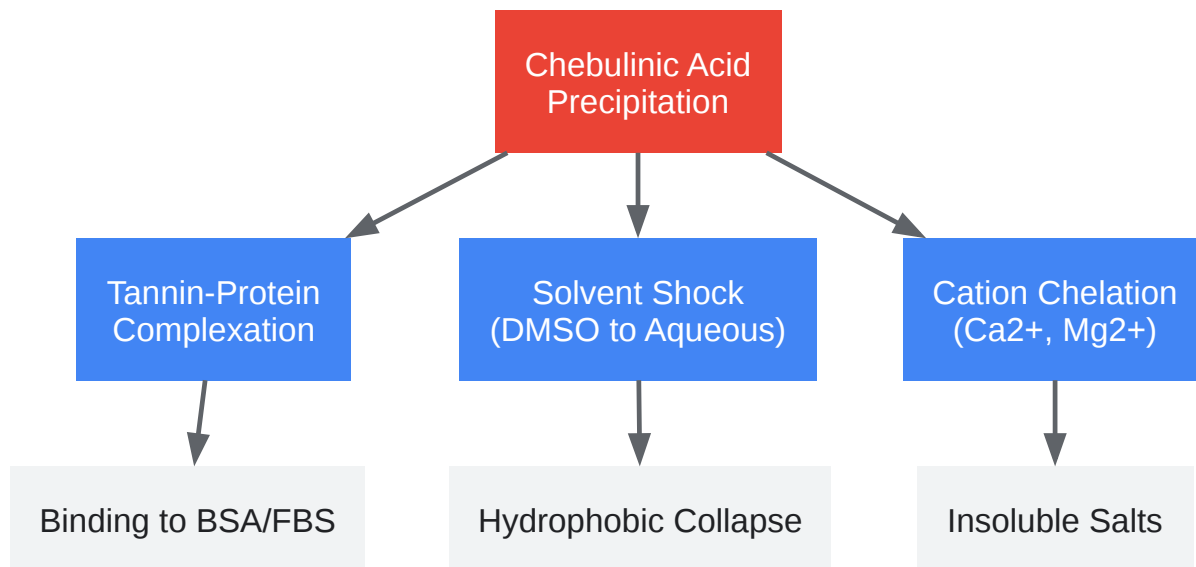 Chebulinic Acid
Precipitation
Tannin-Protein
Complexation
Solvent Shock
(DMSO to Aqueous)
Cation Chelation
(Ca2+, Mg2+)
Binding to BSA/FBS
Hydrophobic Collapse
Insoluble Salts